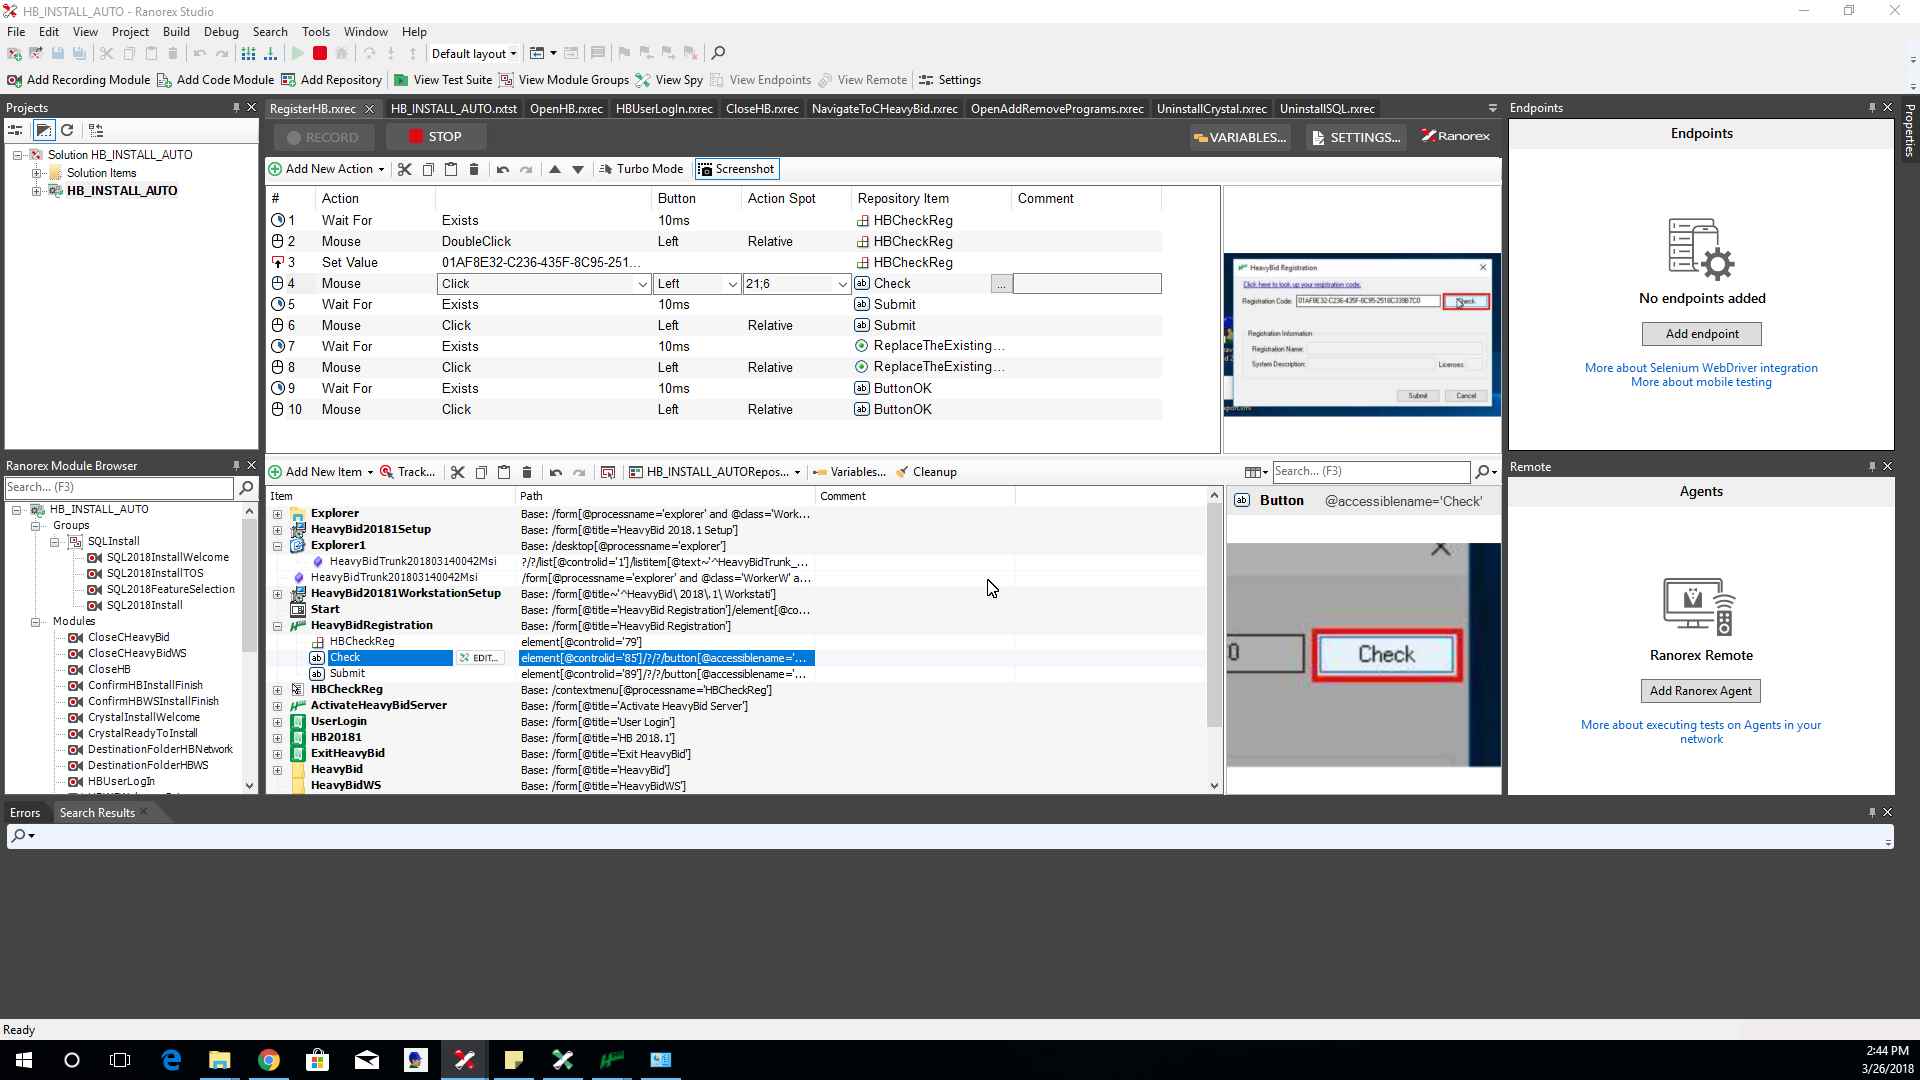 HB_INSTALL_AUTO - Ranorex Studio
File Edit View Project Build Debug Search Tools Window Help
Default layout
Add Recording Module Add Code Module Add Repository View Test Suite View Module Groups View Spy View Endpoints View Remote Settings
Projects
Solution HB_INSTALL_AUTO
Solution Items
HB_INSTALL_AUTO
RegisterHB.rxrec HB_INSTALL_AUTO.rxtst OpenHB.rxrec HBUserLogIn.rxrec CloseHB.rxrec NavigateToCHeavyBid.rxrec OpenAddRemovePrograms.rxrec UninstallCrystal.rxrec UninstallSQL.rxrec
RECORD STOP VARIABLES... SETTINGS... Ranorex
Add New Action Turbo Mode Screenshot
# Action Button Action Spot Repository Item Comment
1 Wait For Exists 10ms HBCheckReg
2 Mouse DoubleClick Left Relative HBCheckReg
3 Set Value 01AF8E32-C236-435F-8C95-251... HBCheckReg
4 Mouse Click Left 21;6 Check ...
5 Wait For Exists 10ms Submit
6 Mouse Click Left Relative Submit
7 Wait For Exists 10ms ReplaceTheExisting...
8 Mouse Click Left Relative ReplaceTheExisting...
9 Wait For Exists 10ms ButtonOK
10 Mouse Click Left Relative ButtonOK
HeavyBid Registration
Click here to look up your registration code.
Registration Code: 01AF8E32-C236-435F-8C95-2516C339B7C0 Check
Registration Information
Registration Name:
System Description: Licenses:
Submit Cancel
Endpoints
Endpoints
No endpoints added
Add endpoint
More about Selenium WebDriver integration
More about mobile testing
Properties
Ranorex Module Browser
Search... (F3)
HB_INSTALL_AUTO
Groups
SQLInstall
SQL2018InstallWelcome
SQL2018InstallTOS
SQL2018FeatureSelection
SQL2018Install
Modules
CloseCHeavyBid
CloseCHeavyBidWS
CloseHB
ConfirmHBInstallFinish
ConfirmHBWSInstallFinish
CrystalInstallWelcome
CrystalReadyToInstall
DestinationFolderHBNetwork
DestinationFolderHBWS
HBUserLogIn
Add New Item Track... HB_INSTALL_AUTORepos... Variables... Cleanup Search... (F3)
Item Path Comment
Explorer Base: /form[@processname='explorer' and @class='Work...
HeavyBid20181Setup Base: /form[@title='HeavyBid 2018.1 Setup']
Explorer1 Base: /desktop[@processname='explorer']
HeavyBidTrunk201803140042Msi ?/?/list[@controlid='1']/listitem[@text~'^HeavyBidTrunk_...
HeavyBidTrunk201803140042Msi /form[@processname='explorer' and @class='WorkerW' a...
HeavyBid20181WorkstationSetup Base: /form[@title~'^HeavyBid\ 2018\.1\ Workstati']
Start Base: /form[@title='HeavyBid Registration']/element[@co...
HeavyBidRegistration Base: /form[@title='HeavyBid Registration']
HBCheckReg element[@controlid='79']
Check EDIT... element[@controlid='85']/?/?/button[@accessiblename='...
Submit element[@controlid='89']/?/?/button[@accessiblename='...
HBCheckReg Base: /contextmenu[@processname='HBCheckReg']
ActivateHeavyBidServer Base: /form[@title='Activate HeavyBid Server']
UserLogin Base: /form[@title='User Login']
HB20181 Base: /form[@title='HB 2018.1']
ExitHeavyBid Base: /form[@title='Exit HeavyBid']
HeavyBid Base: /form[@title='HeavyBid']
HeavyBidWS Base: /form[@title='HeavyBidWS']
Button @accessiblename='Check'
0 Check
Remote
Agents
Ranorex Remote
Add Ranorex Agent
More about executing tests on Agents in your
network
Errors Search Results
Ready
2:44 PM
3/26/2018